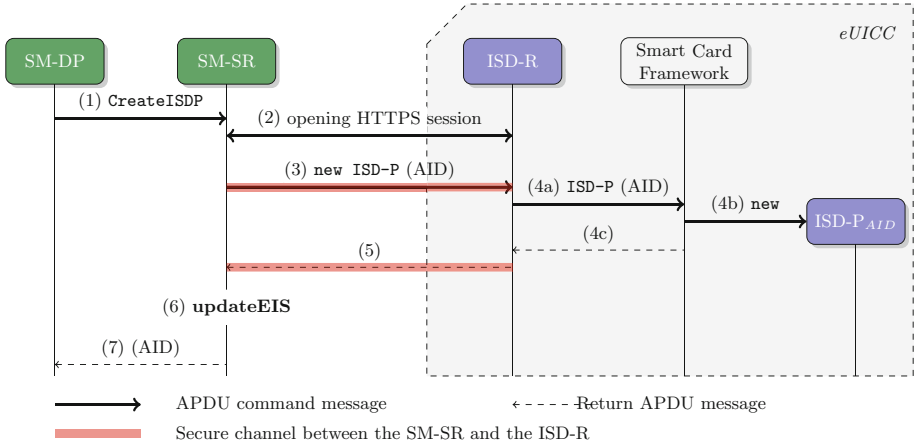 eUICC
SM-DP
SM-SR
ISD-R
Smart Card
Framework
(1) CreateISDP
(2) opening HTTPS session
(3) new ISD-P (AID)
(4a) ISD-P (AID)
(4b) new
ISD-P_AID
(4c)
(5)
(6) updateEIS
(7) (AID)
APDU command message
Return APDU message
Secure channel between the SM-SR and the ISD-R